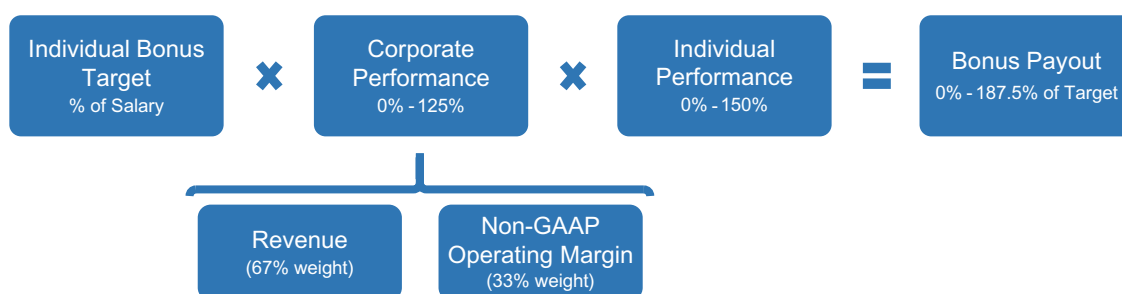 Individual Bonus
Target
% of Salary
Corporate
Performance
0% - 125%
Individual
Performance
0% - 150%
Bonus Payout
0% - 187.5% of Target
Revenue
(67% weight)
Non-GAAP
Operating Margin
(33% weight)